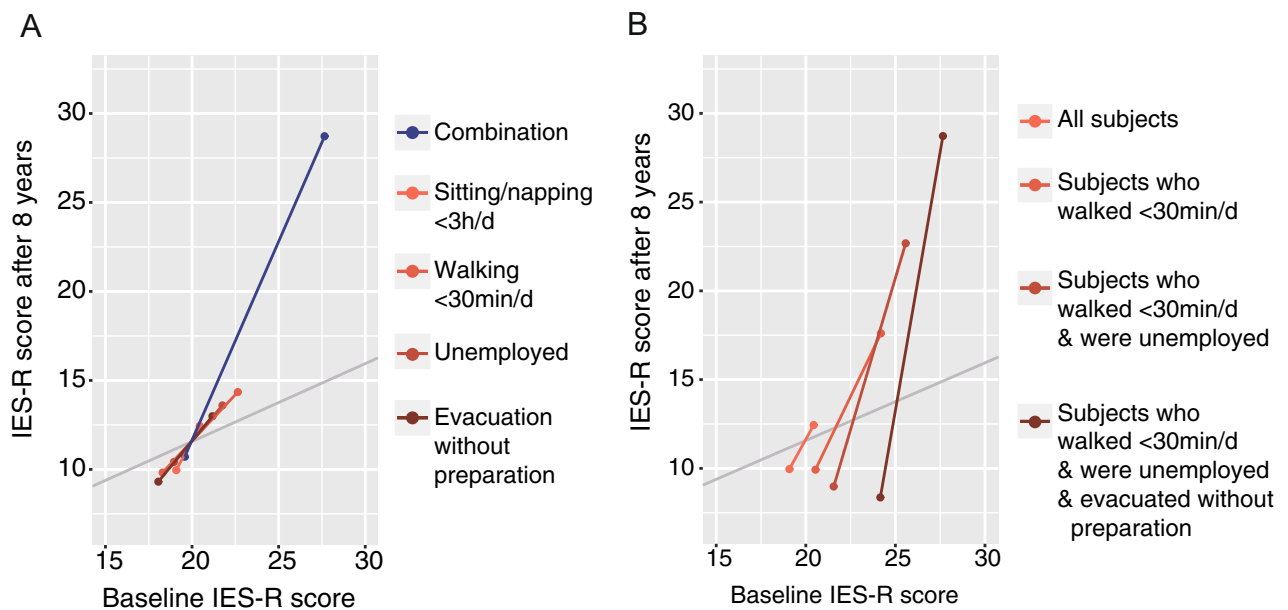 A
IES-R score after 8 years
30
25
20
15
10
15
20
25
30
Baseline IES-R score
Combination
Sitting/napping
<3h/d
Walking
<30min/d
Unemployed
Evacuation
without
preparation
B
IES-R score after 8 years
30
25
20
15
10
15
20
25
30
Baseline IES-R score
All subjects
Subjects who
walked <30min/d
Subjects who
walked <30min/d
& were unemployed
Subjects who
walked <30min/d
& were unemployed
& evacuated without
preparation